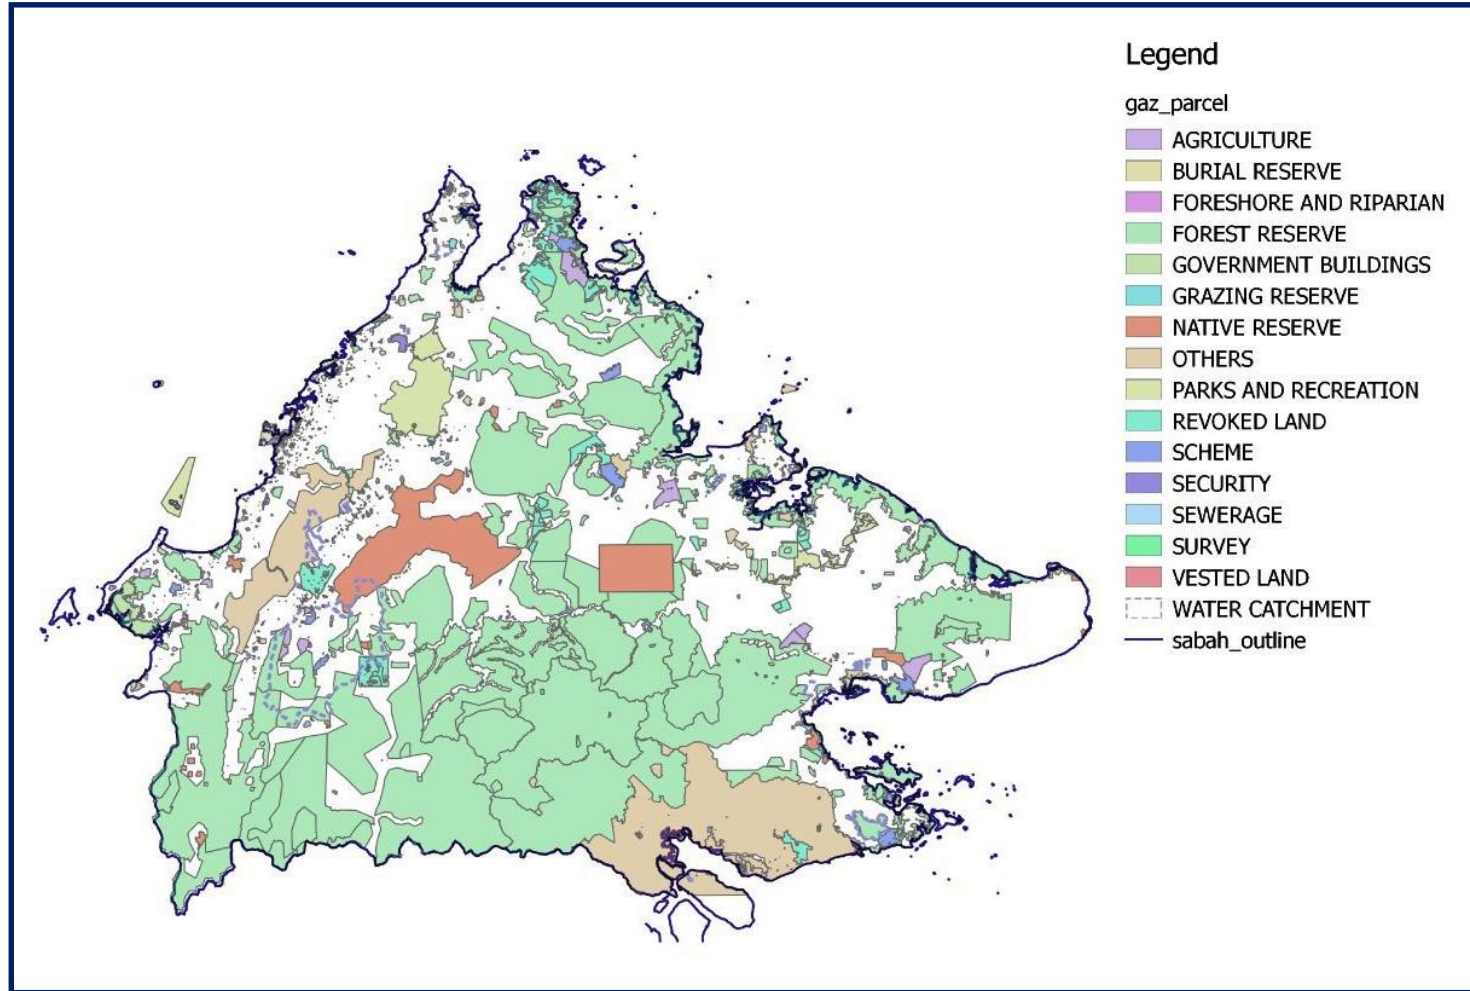 Legend
gaz_parcel
AGRICULTURE
BURIAL RESERVE
FORESHORE AND RIPARIAN
FOREST RESERVE
GOVERNMENT BUILDINGS
GRAZING RESERVE
NATIVE RESERVE
OTHERS
PARKS AND RECREATION
REVOKED LAND
SCHEME
SECURITY
SEWERAGE
SURVEY
VESTED LAND
WATER CATCHMENT
sabah_outline